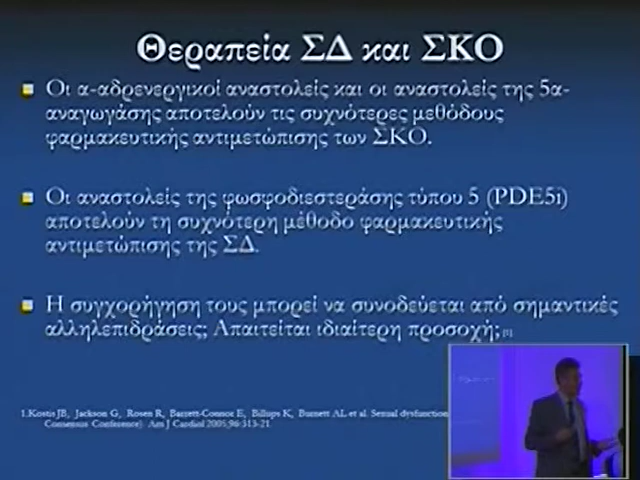 Θεραπεία ΣΔ και ΣΚΟ
Οι α-αδρενεργικοί αναστολείς και οι αναστολείς της 5α-
αναγωγάσης αποτελούν τις συχνότερες μεθόδους
φαρμακευτικής αντιμετώπισης των ΣΚΟ.
Οι αναστολείς της φωσφοδιεστεράσης τύπου 5 (PDE5i)
αποτελούν τη συχνότερη μέθοδο φαρμακευτικής
αντιμετώπισης της ΣΔ.
Η συγχορήγηση τους μπορεί να συνοδεύεται από σημαντικές
αλληλεπιδράσεις; Απαιτείται ιδιαίτερη προσοχή; [1]
1.Kostis JB, Jackson G, Rosen R, Barrett-Connor E, Billups K, Burnett AL et al. Sexual dysfunction
Consensus Conference). Am J Cardiol 2005;96:313-21